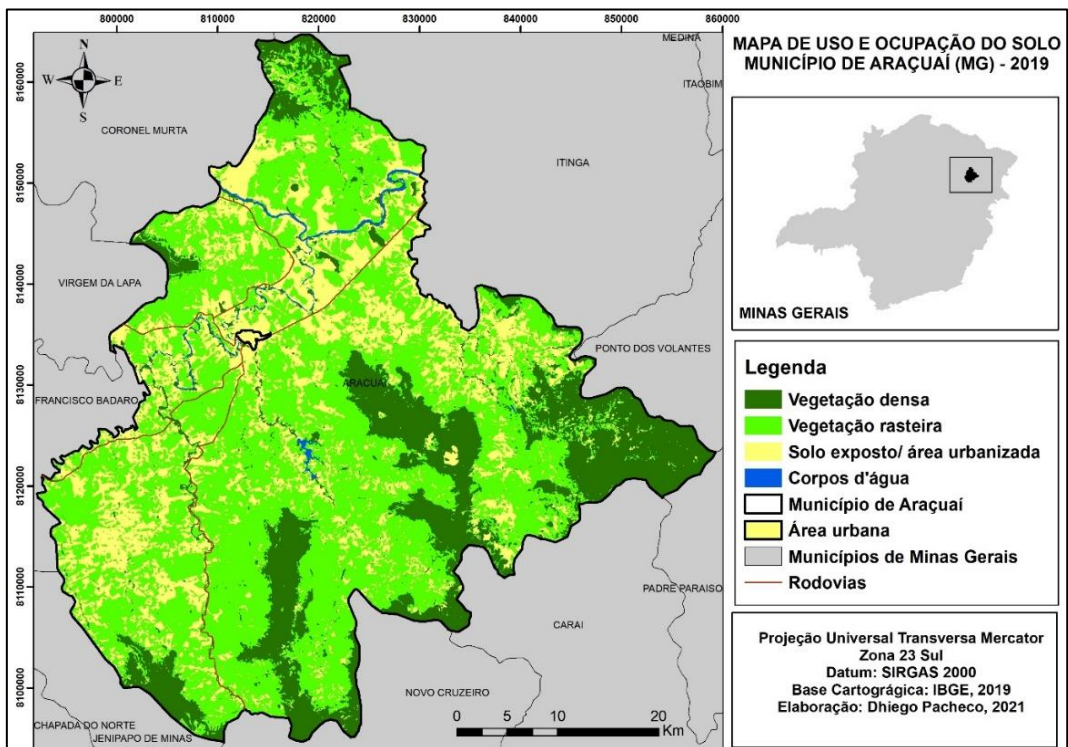 800000 810000 820000 830000 840000 850000 860000
8160000
8150000
8140000
8130000
8120000
8110000
8100000
N
W E
S
MEDINA
ITAOBIM
CORONEL MURTA
ITINGA
VIRGEM DA LAPA
PONTO DOS VOLANTES
ARAÇUAÍ
FRANCISCO BADARO
PADRE PARAISO
CARAI
NOVO CRUZEIRO
CHAPADA DO NORTE
JENIPAPO DE MINAS
0 5 10 20
Km
MAPA DE USO E OCUPAÇÃO DO SOLO
MUNICÍPIO DE ARAÇUAÍ (MG) - 2019
MINAS GERAIS
Legenda
Vegetação densa
Vegetação rasteira
Solo exposto/ área urbanizada
Corpos d'água
Município de Araçuaí
Área urbana
Municípios de Minas Gerais
Rodovias
Projeção Universal Transversa Mercator
Zona 23 Sul
Datum: SIRGAS 2000
Base Cartográgica: IBGE, 2019
Elaboração: Dhiego Pacheco, 2021